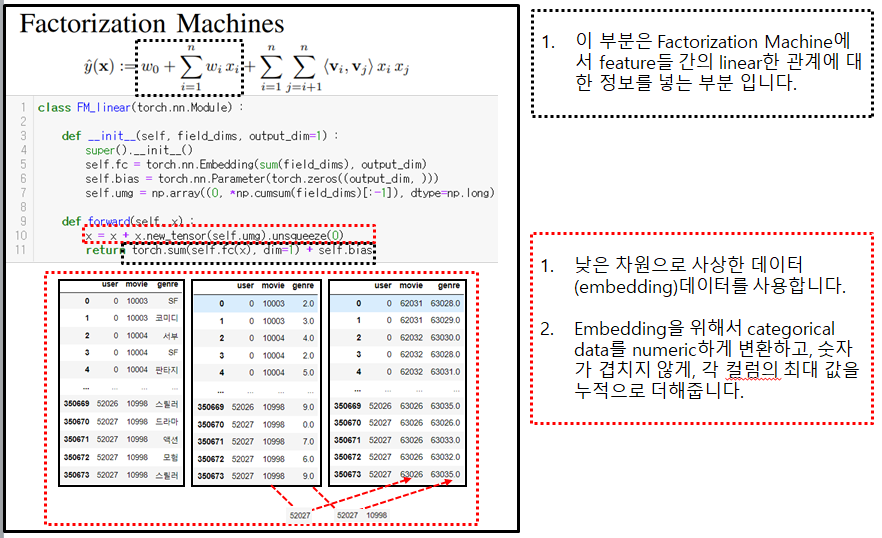 Factorization Machines
ŷ(x) := w₀ + Σᵢ₌₁ⁿ wᵢ xᵢ + Σᵢ₌₁ⁿ Σⱼ₌ᵢ₊₁ⁿ ⟨vᵢ, vⱼ⟩ xᵢ xⱼ
1 class FM_linear(torch.nn.Module) :
2
3 def __init__(self, field_dims, output_dim=1) :
4 super().__init__()
5 self.fc = torch.nn.Embedding(sum(field_dims), output_dim)
6 self.bias = torch.nn.Parameter(torch.zeros((output_dim, )))
7 self.umg = np.array((0, *np.cumsum(field_dims)[:-1]), dtype=np.long)
8
9 def forward(self, x) :
10 x = x + x.new_tensor(self.umg).unsqueeze(0)
11 return torch.sum(self.fc(x), dim=1) + self.bias
user movie genre
0 0 10003 SF
1 0 10003 코미디
2 0 10004 서부
3 0 10004 SF
4 0 10004 판타지
... ... ... ...
350669 52026 10998 스릴러
350670 52027 10998 드라마
350671 52027 10998 액션
350672 52027 10998 모험
350673 52027 10998 스릴러
user movie genre
0 0 10003 2.0
1 0 10003 3.0
2 0 10004 4.0
3 0 10004 2.0
4 0 10004 5.0
... ... ... ...
350669 52026 10998 9.0
350670 52027 10998 0.0
350671 52027 10998 7.0
350672 52027 10998 6.0
350673 52027 10998 9.0
user movie genre
0 0 62031 63028.0
1 0 62031 63029.0
2 0 62032 63030.0
3 0 62032 63028.0
4 0 62032 63031.0
... ... ... ...
350669 52026 63026 63035.0
350670 52027 63026 63026.0
350671 52027 63026 63033.0
350672 52027 63026 63032.0
350673 52027 63026 63035.0
52027 52027 10998
1. 이 부분은 Factorization Machine에
서 feature들 간의 linear한 관계에 대
한 정보를 넣는 부분 입니다.
1. 낮은 차원으로 사상한 데이터
(embedding)데이터를 사용합니다.
2. Embedding을 위해서 categorical
data를 numeric하게 변환하고, 숫자
가 겹치지 않게, 각 컬럼의 최대 값을
누적으로 더해줍니다.